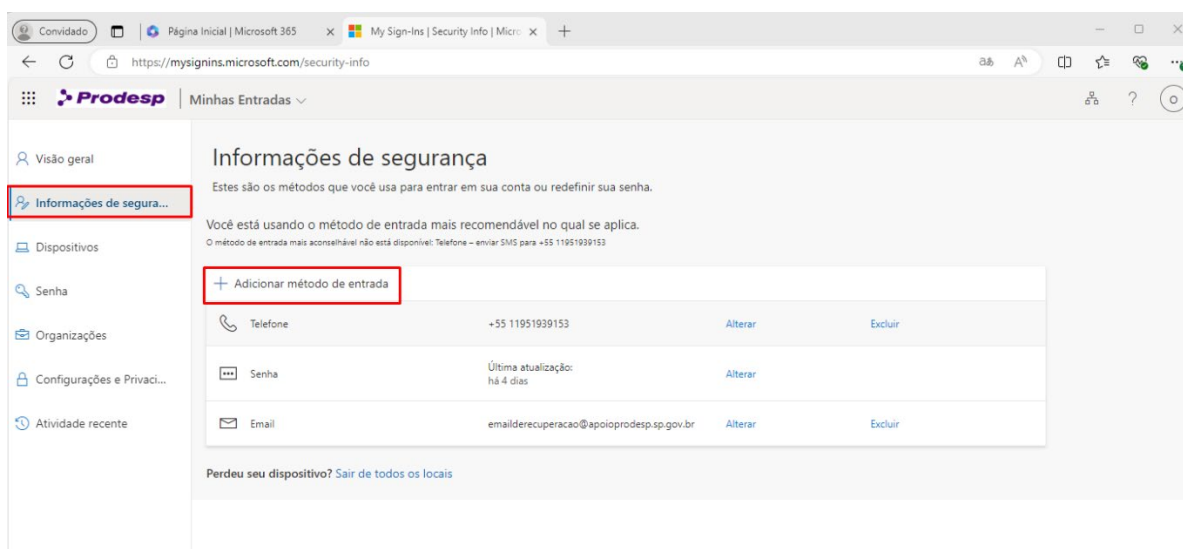 Convidado
Página Inicial | Microsoft 365
My Sign-Ins | Security Info | Micro
https://mysignins.microsoft.com/security-info
Prodesp
Minhas Entradas
?
o
Visão geral
Informações de segura...
Dispositivos
Senha
Organizações
Configurações e Privaci...
Atividade recente
Informações de segurança
Estes são os métodos que você usa para entrar em sua conta ou redefinir sua senha.
Você está usando o método de entrada mais recomendável no qual se aplica.
O método de entrada mais aconselhável não está disponível: Telefone – enviar SMS para +55 11951939153
+ Adicionar método de entrada
Telefone +55 11951939153 Alterar Excluir
Senha Última atualização: há 4 dias Alterar
Email emailderecuperacao@apoioprodesp.sp.gov.br Alterar Excluir
Perdeu seu dispositivo? Sair de todos os locais